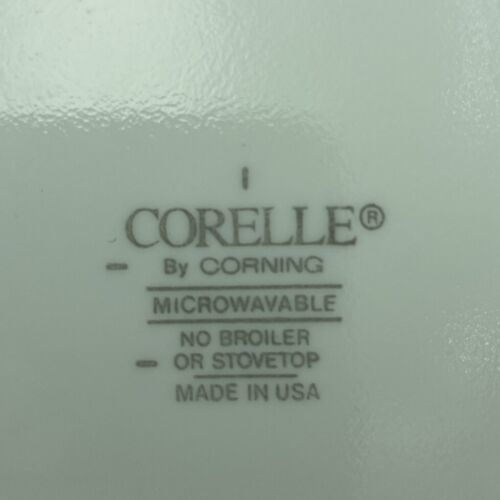 CORELLE®
By CORNING
MICROWAVABLE
NO BROILER
OR STOVETOP
MADE IN USA